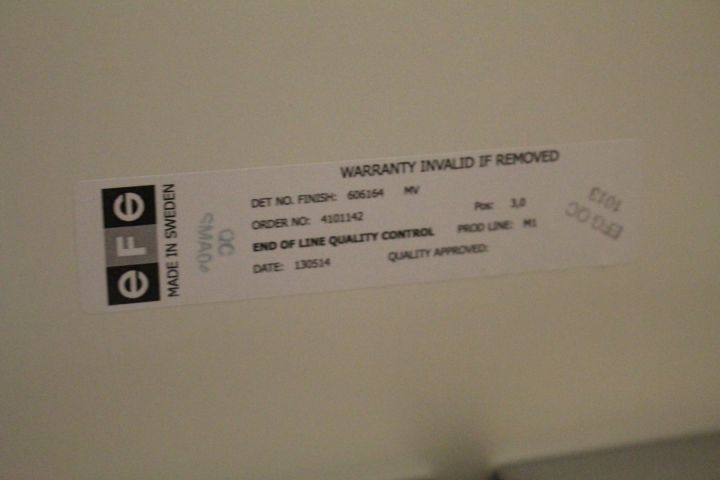 EFG
MADE IN SWEDEN
QC
WARRANTY INVALID IF REMOVED
DET NO. FINISH: 606164 MV
Pos: 3,0
ORDER NO: 4101142
END OF LINE QUALITY CONTROL PROD LINE: M1
DATE: 130514 QUALITY APPROVED:
EFG QC
1013